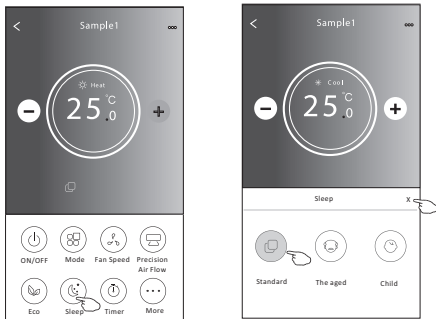 Sample1
Heat
25.0°C
ON/OFF
Mode
Fan Speed
Precision
Air Flow
Eco
Sleep
Timer
More
Sample1
Cool
25.0°C
Sleep
X
Standard
The aged
Child